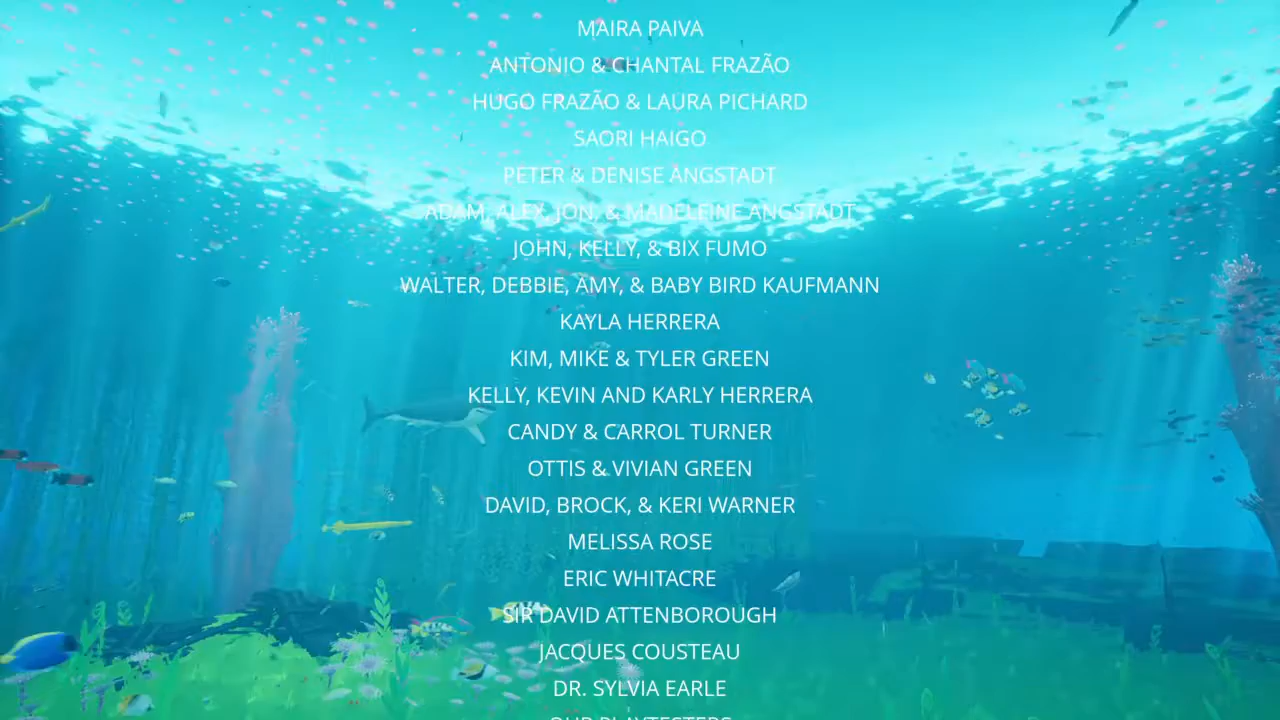 MAIRA PAIVA
ANTONIO & CHANTAL FRAZÃO
HUGO FRAZÃO & LAURA PICHARD
SAORI HAIGO
PETER & DENISE ANGSTADT
ADAM, ALEX, JON, & MADELEINE ANGSTADT
JOHN, KELLY, & BIX FUMO
WALTER, DEBBIE, AMY, & BABY BIRD KAUFMANN
KAYLA HERRERA
KIM, MIKE & TYLER GREEN
KELLY, KEVIN AND KARLY HERRERA
CANDY & CARROL TURNER
OTTIS & VIVIAN GREEN
DAVID, BROCK, & KERI WARNER
MELISSA ROSE
ERIC WHITACRE
SIR DAVID ATTENBOROUGH
JACQUES COUSTEAU
DR. SYLVIA EARLE
OUR PLAYTESTERS